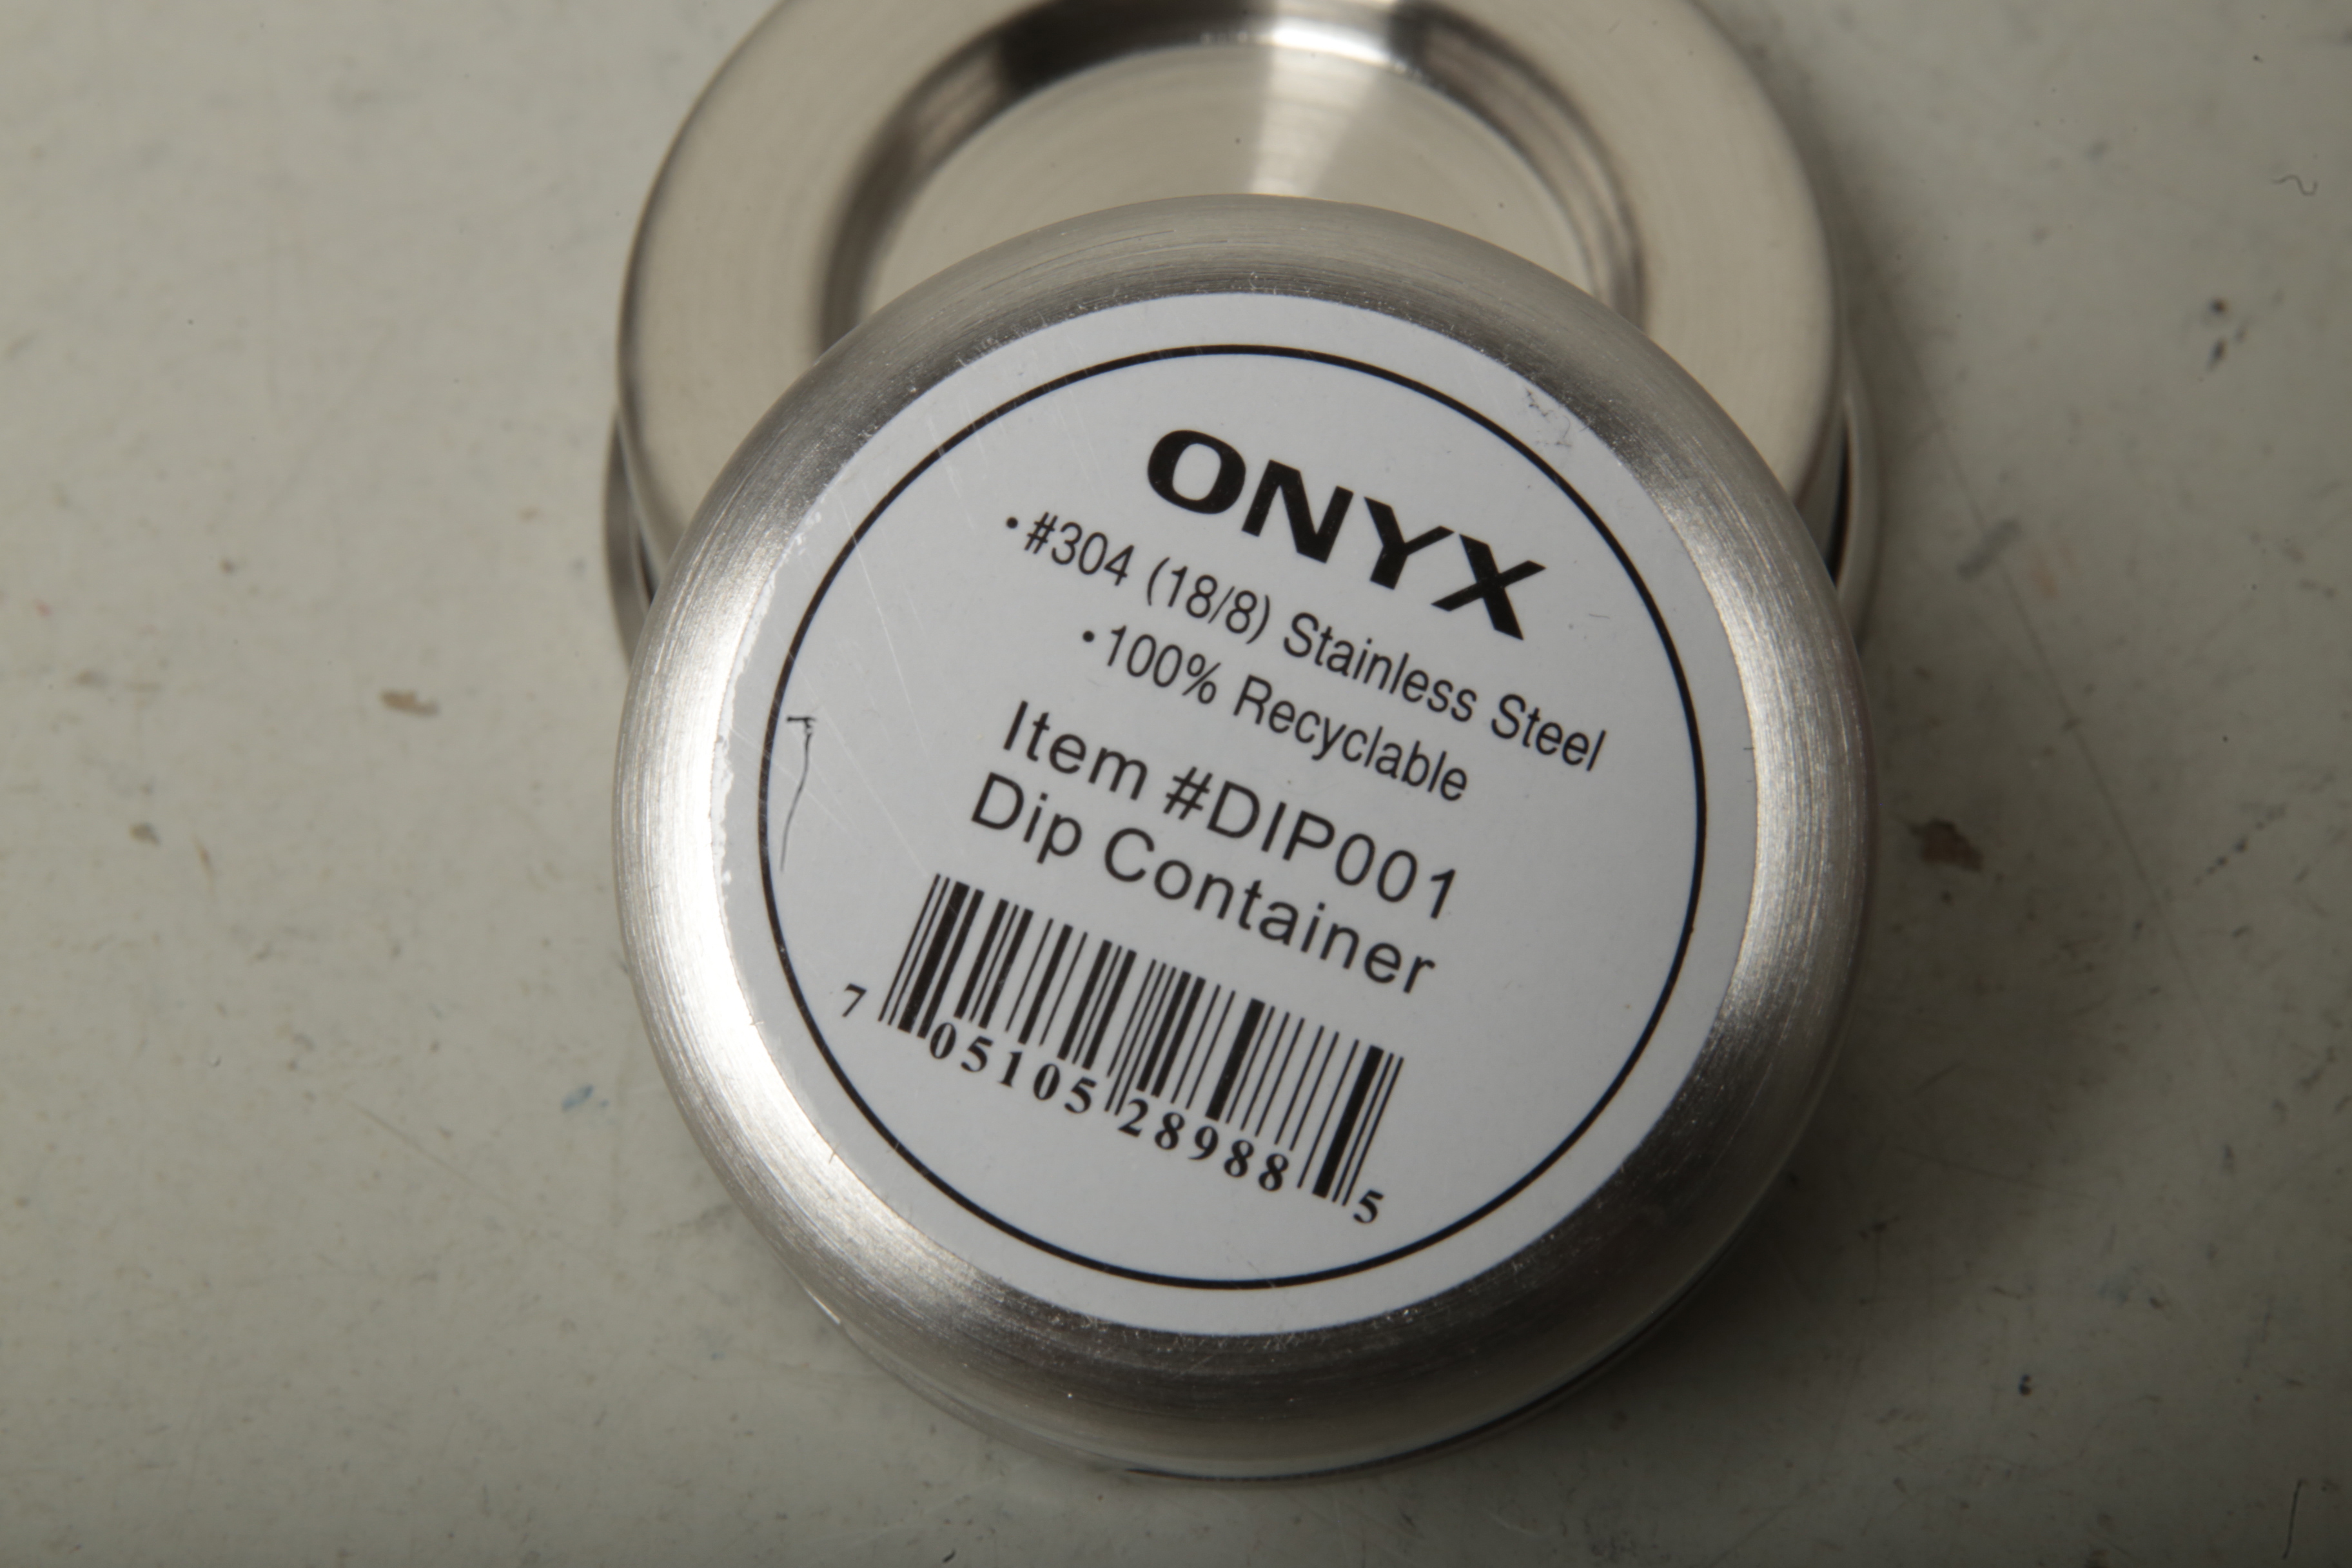 ONYX
•#304 (18/8) Stainless Steel
•100% Recyclable
Item #DIP001
Dip Container
7 05105 28988 5